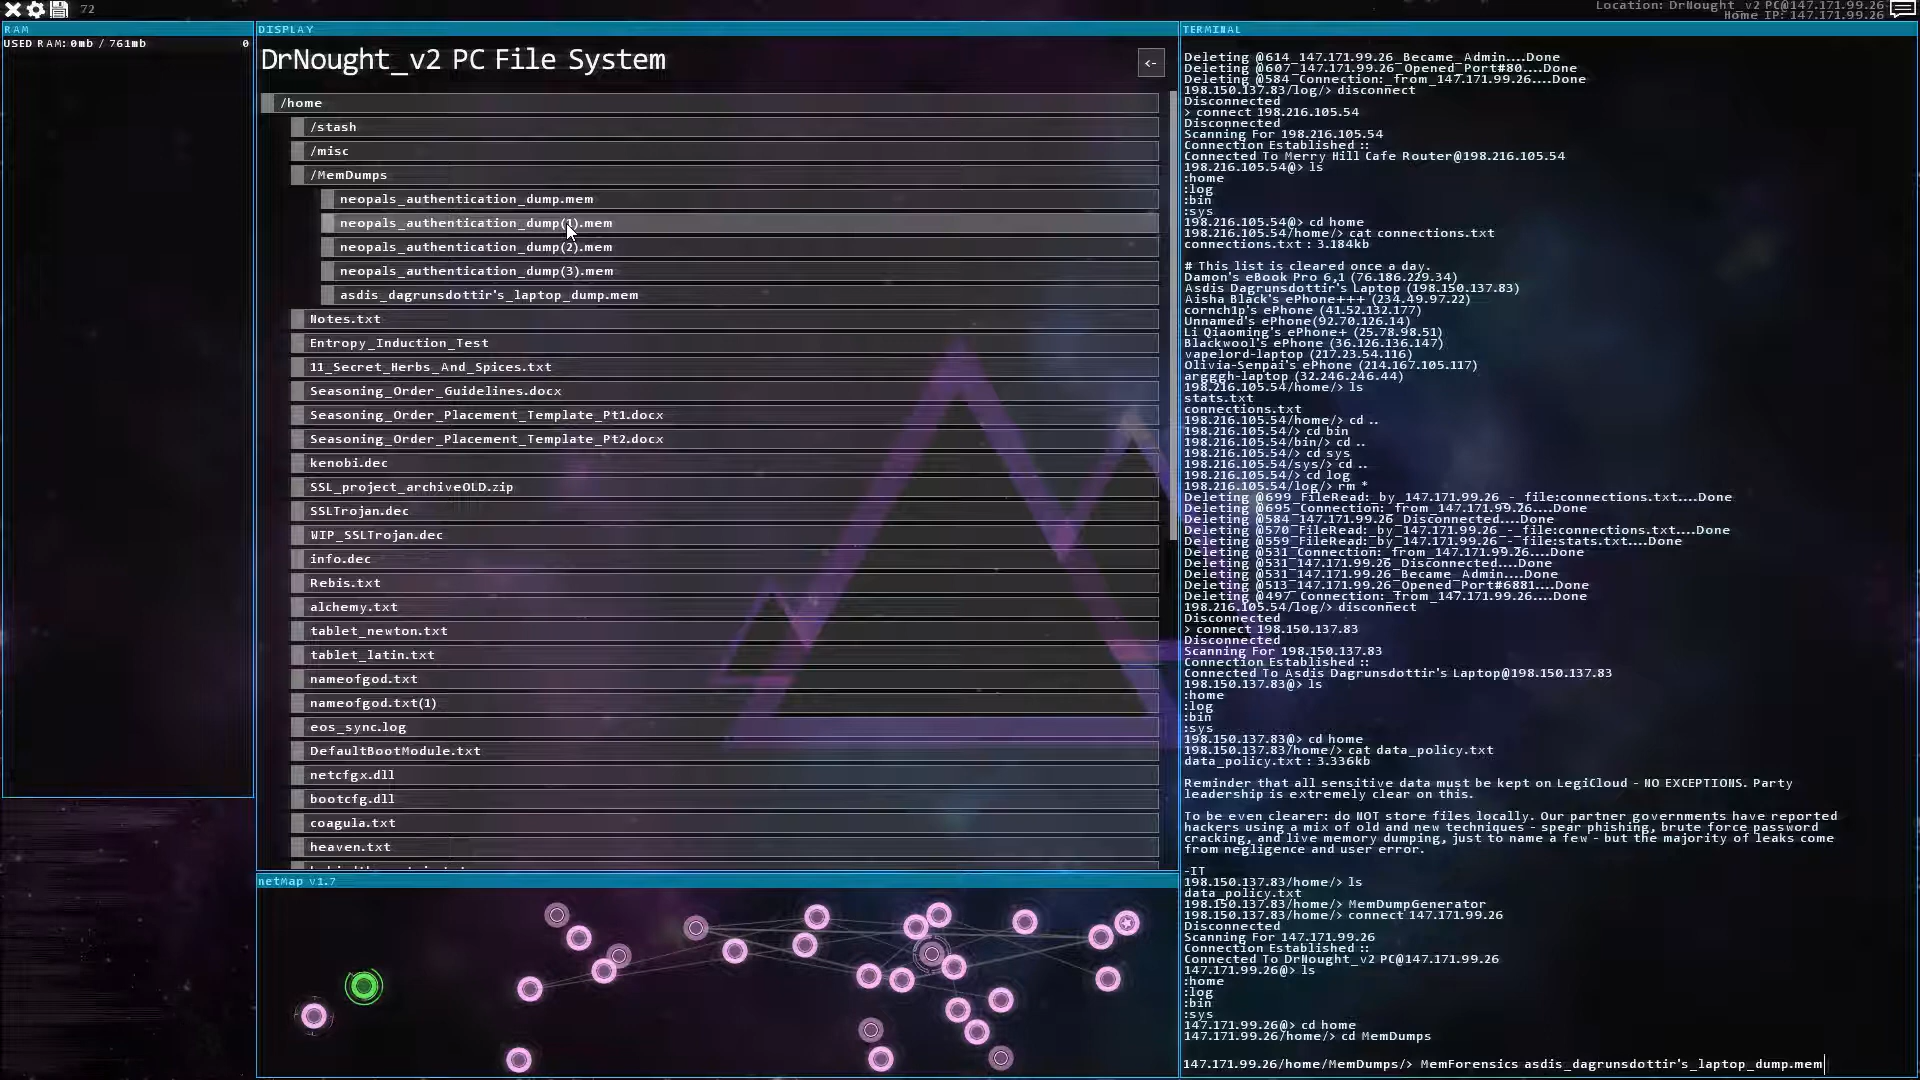 72
Location: DrNought_v2 PC@147.171.99.26
Home IP: 147.171.99.26
RAM
USED RAM: 0mb / 761mb
0
DISPLAY
DrNought_v2 PC File System
<-
/home
/stash
/misc
/MemDumps
neopals_authentication_dump.mem
neopals_authentication_dump(1).mem
neopals_authentication_dump(2).mem
neopals_authentication_dump(3).mem
asdis_dagrunsdottir's_laptop_dump.mem
Notes.txt
Entropy_Induction_Test
11_Secret_Herbs_And_Spices.txt
Seasoning_Order_Guidelines.docx
Seasoning_Order_Placement_Template_Pt1.docx
Seasoning_Order_Placement_Template_Pt2.docx
kenobi.dec
SSL_project_archiveOLD.zip
SSLTrojan.dec
WIP_SSLTrojan.dec
info.dec
Rebis.txt
alchemy.txt
tablet_newton.txt
tablet_latin.txt
nameofgod.txt
nameofgod.txt(1)
eos_sync.log
DefaultBootModule.txt
netcfgx.dll
bootcfg.dll
coagula.txt
heaven.txt
netMap v1.7
TERMINAL
Deleting @614_147.171.99.26_Became_Admin....Done
Deleting @607_147.171.99.26_Opened_Port#80....Done
Deleting @584_Connection:_from_147.171.99.26....Done
198.150.137.83/log/> disconnect
Disconnected
> connect 198.216.105.54
Disconnected
Scanning For 198.216.105.54
Connection Established ::
Connected To Merry Hill Cafe Router@198.216.105.54
198.216.105.54@> ls
:home
:log
:bin
:sys
198.216.105.54@> cd home
198.216.105.54/home/> cat connections.txt
connections.txt : 3.184kb
# This list is cleared once a day.
Damon's eBook Pro 6,1 (76.186.229.34)
Asdis Dagrunsdottir's Laptop (198.150.137.83)
Aisha Black's ePhone+++ (234.49.97.22)
cornch1p's ePhone (41.52.132.177)
Unnamed's ePhone(92.70.126.14)
Li Qiaoming's ePhone+ (25.78.98.51)
Blackwool's ePhone (36.126.136.147)
vapelord-laptop (217.23.54.116)
Olivia-Senpai's ePhone (214.167.105.117)
argggh-laptop (32.246.246.44)
198.216.105.54/home/> ls
stats.txt
connections.txt
198.216.105.54/home/> cd ..
198.216.105.54/> cd bin
198.216.105.54/bin/> cd ..
198.216.105.54/> cd sys
198.216.105.54/sys/> cd ..
198.216.105.54/> cd log
198.216.105.54/log/> rm *
Deleting @699_FileRead:_by_147.171.99.26_-_file:connections.txt....Done
Deleting @695_Connection:_from_147.171.99.26....Done
Deleting @584_147.171.99.26_Disconnected....Done
Deleting @570_FileRead:_by_147.171.99.26_-_file:connections.txt....Done
Deleting @559_FileRead:_by_147.171.99.26_-_file:stats.txt....Done
Deleting @531_Connection:_from_147.171.99.26....Done
Deleting @531_147.171.99.26_Disconnected....Done
Deleting @531_147.171.99.26_Became_Admin....Done
Deleting @513_147.171.99.26_Opened_Port#6881....Done
Deleting @497_Connection:_from_147.171.99.26....Done
198.216.105.54/log/> disconnect
Disconnected
> connect 198.150.137.83
Disconnected
Scanning For 198.150.137.83
Connection Established ::
Connected To Asdis Dagrunsdottir's Laptop@198.150.137.83
198.150.137.83@> ls
:home
:log
:bin
:sys
198.150.137.83@> cd home
198.150.137.83/home/> cat data_policy.txt
data_policy.txt : 3.336kb
Reminder that all sensitive data must be kept on LegiCloud - NO EXCEPTIONS. Party
leadership is extremely clear on this.
To be even clearer: do NOT store files locally. Our partner governments have reported
hackers using a mix of old and new techniques - spear phishing, brute force password
cracking, and live memory dumping, just to name a few - but the majority of leaks come
from negligence and user error.
-IT
198.150.137.83/home/> ls
data_policy.txt
198.150.137.83/home/> MemDumpGenerator
198.150.137.83/home/> connect 147.171.99.26
Disconnected
Scanning For 147.171.99.26
Connection Established ::
Connected To DrNought_v2 PC@147.171.99.26
147.171.99.26@> ls
:home
:log
:bin
:sys
147.171.99.26@> cd home
147.171.99.26/home/> cd MemDumps
147.171.99.26/home/MemDumps/> MemForensics asdis_dagrunsdottir's_laptop_dump.mem